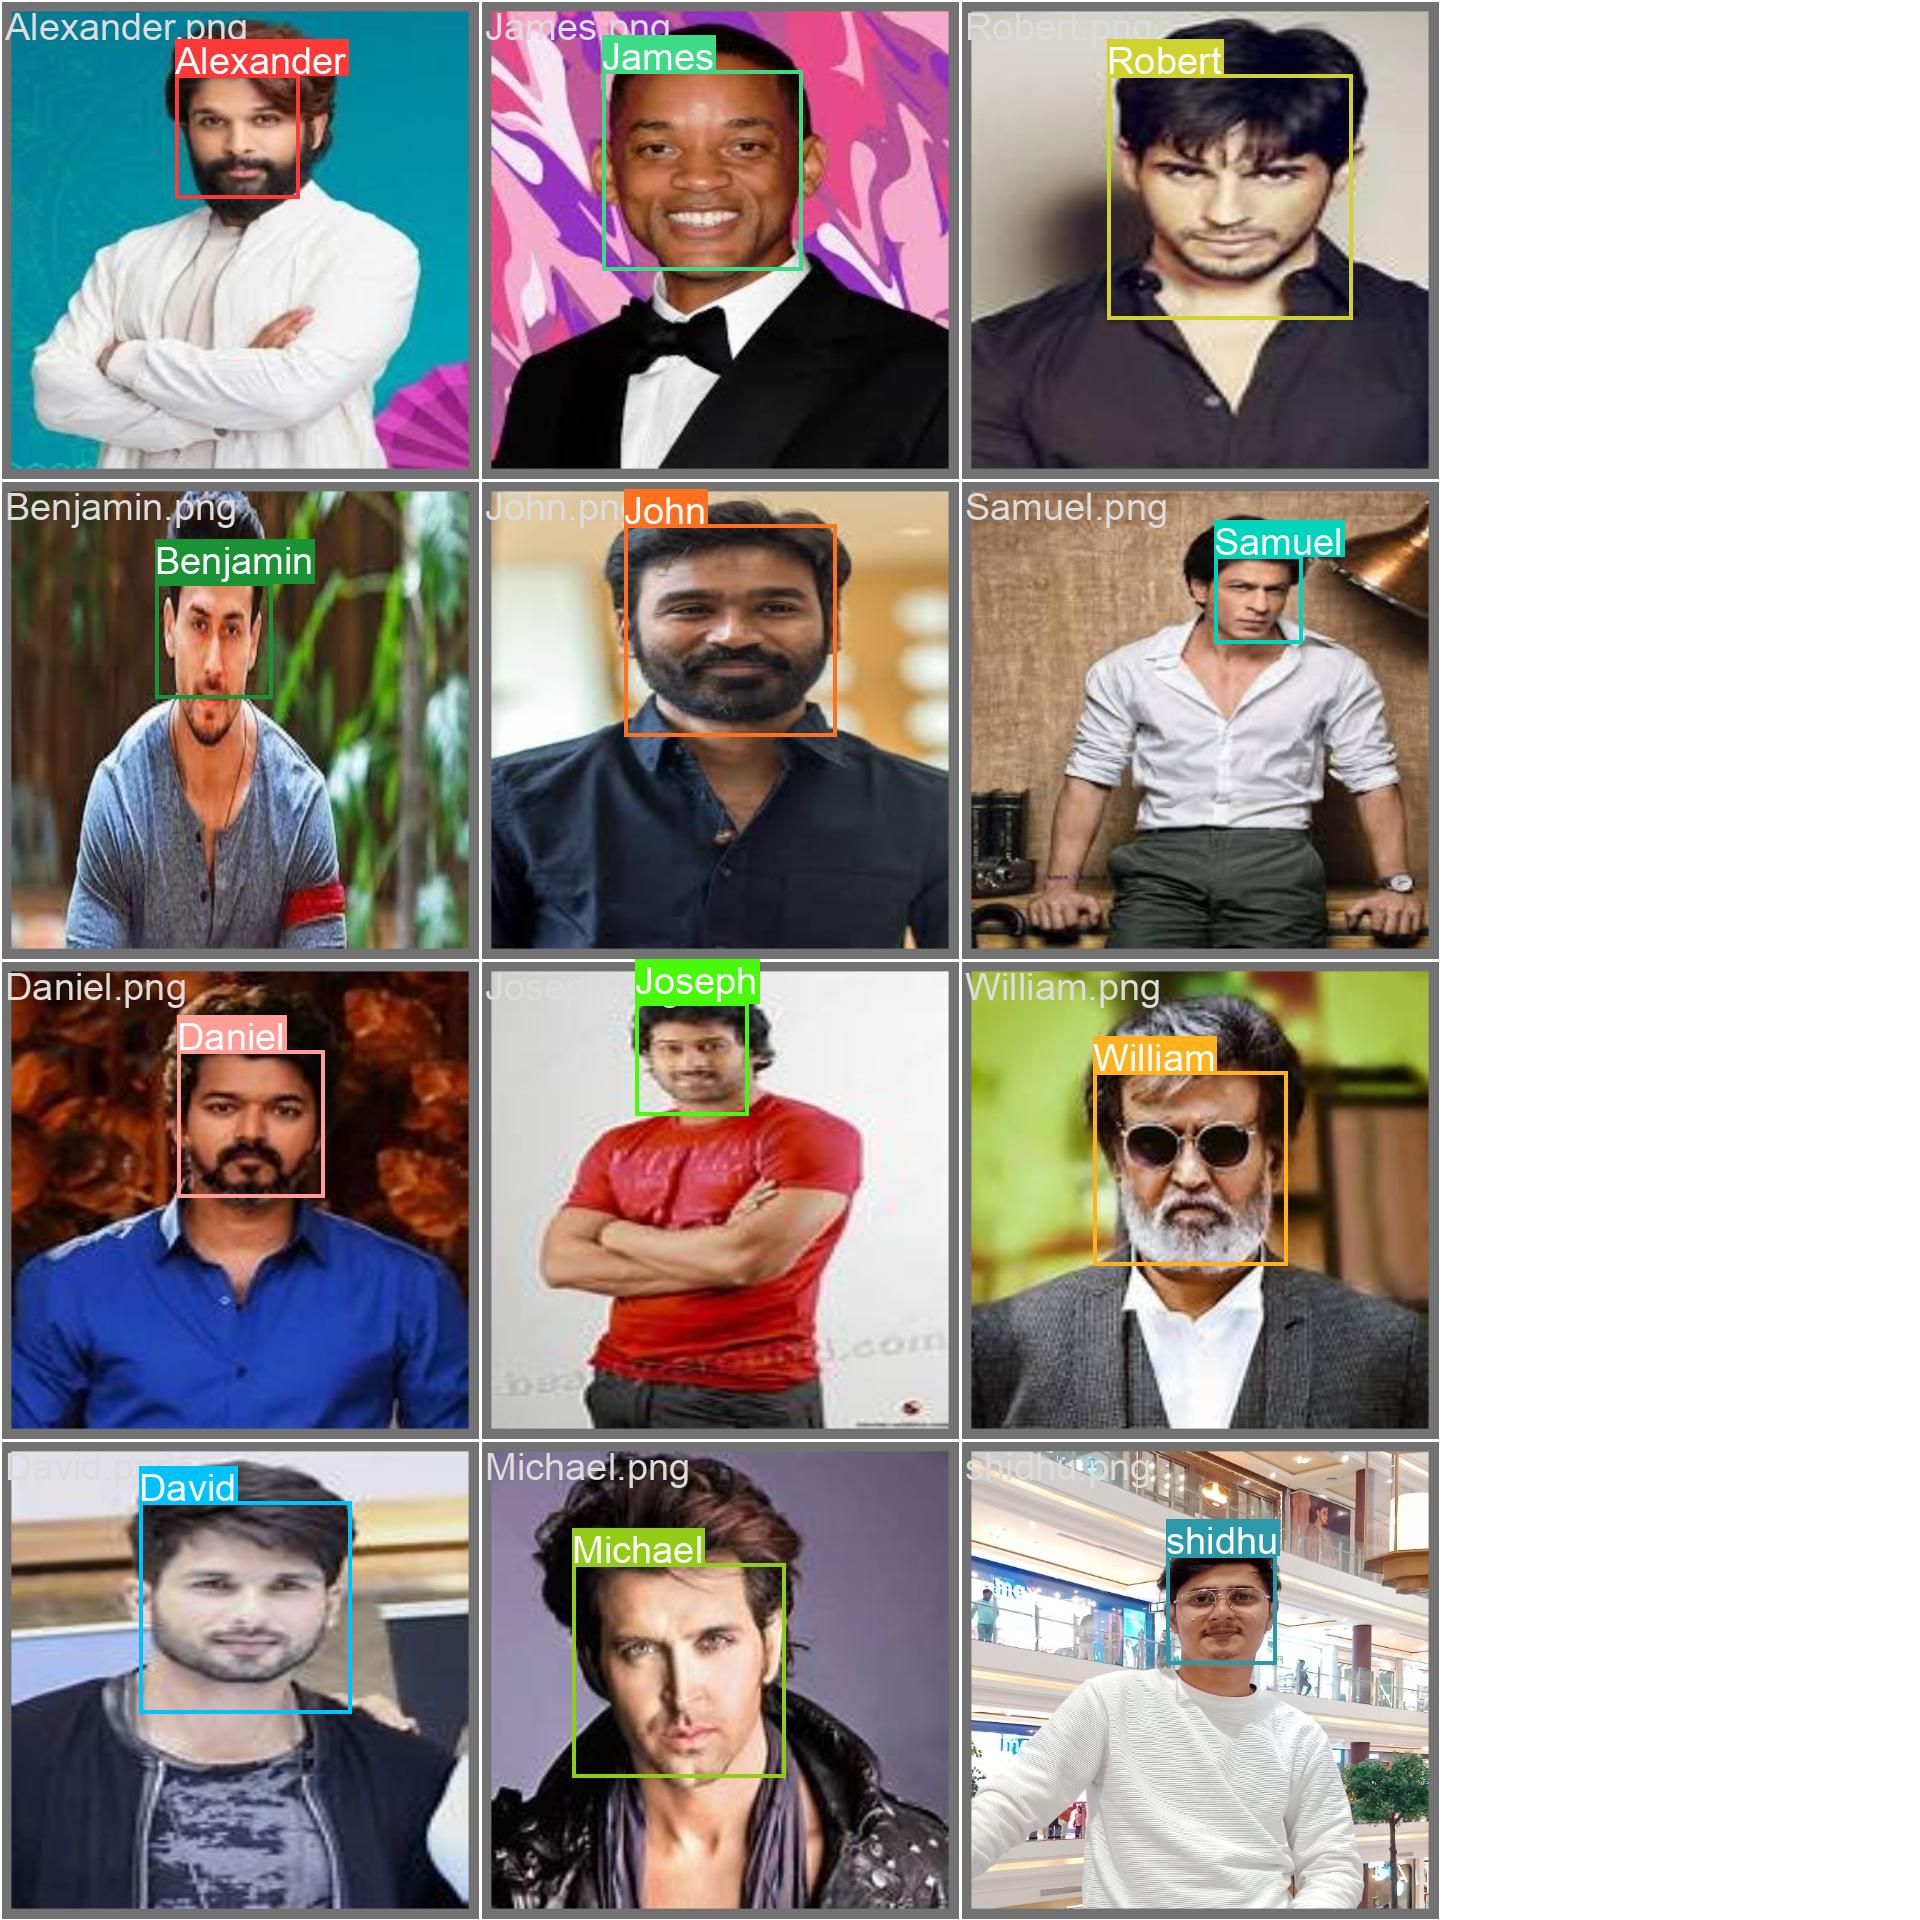 Alexander.png
Alexander
James.png
James
Robert.png
Robert
Benjamin.png
Benjamin
John.png
John
Samuel.png
Samuel
Daniel.png
Daniel
Joseph
William.png
William
David
Michael.png
Michael
shidhu.png
shidhu